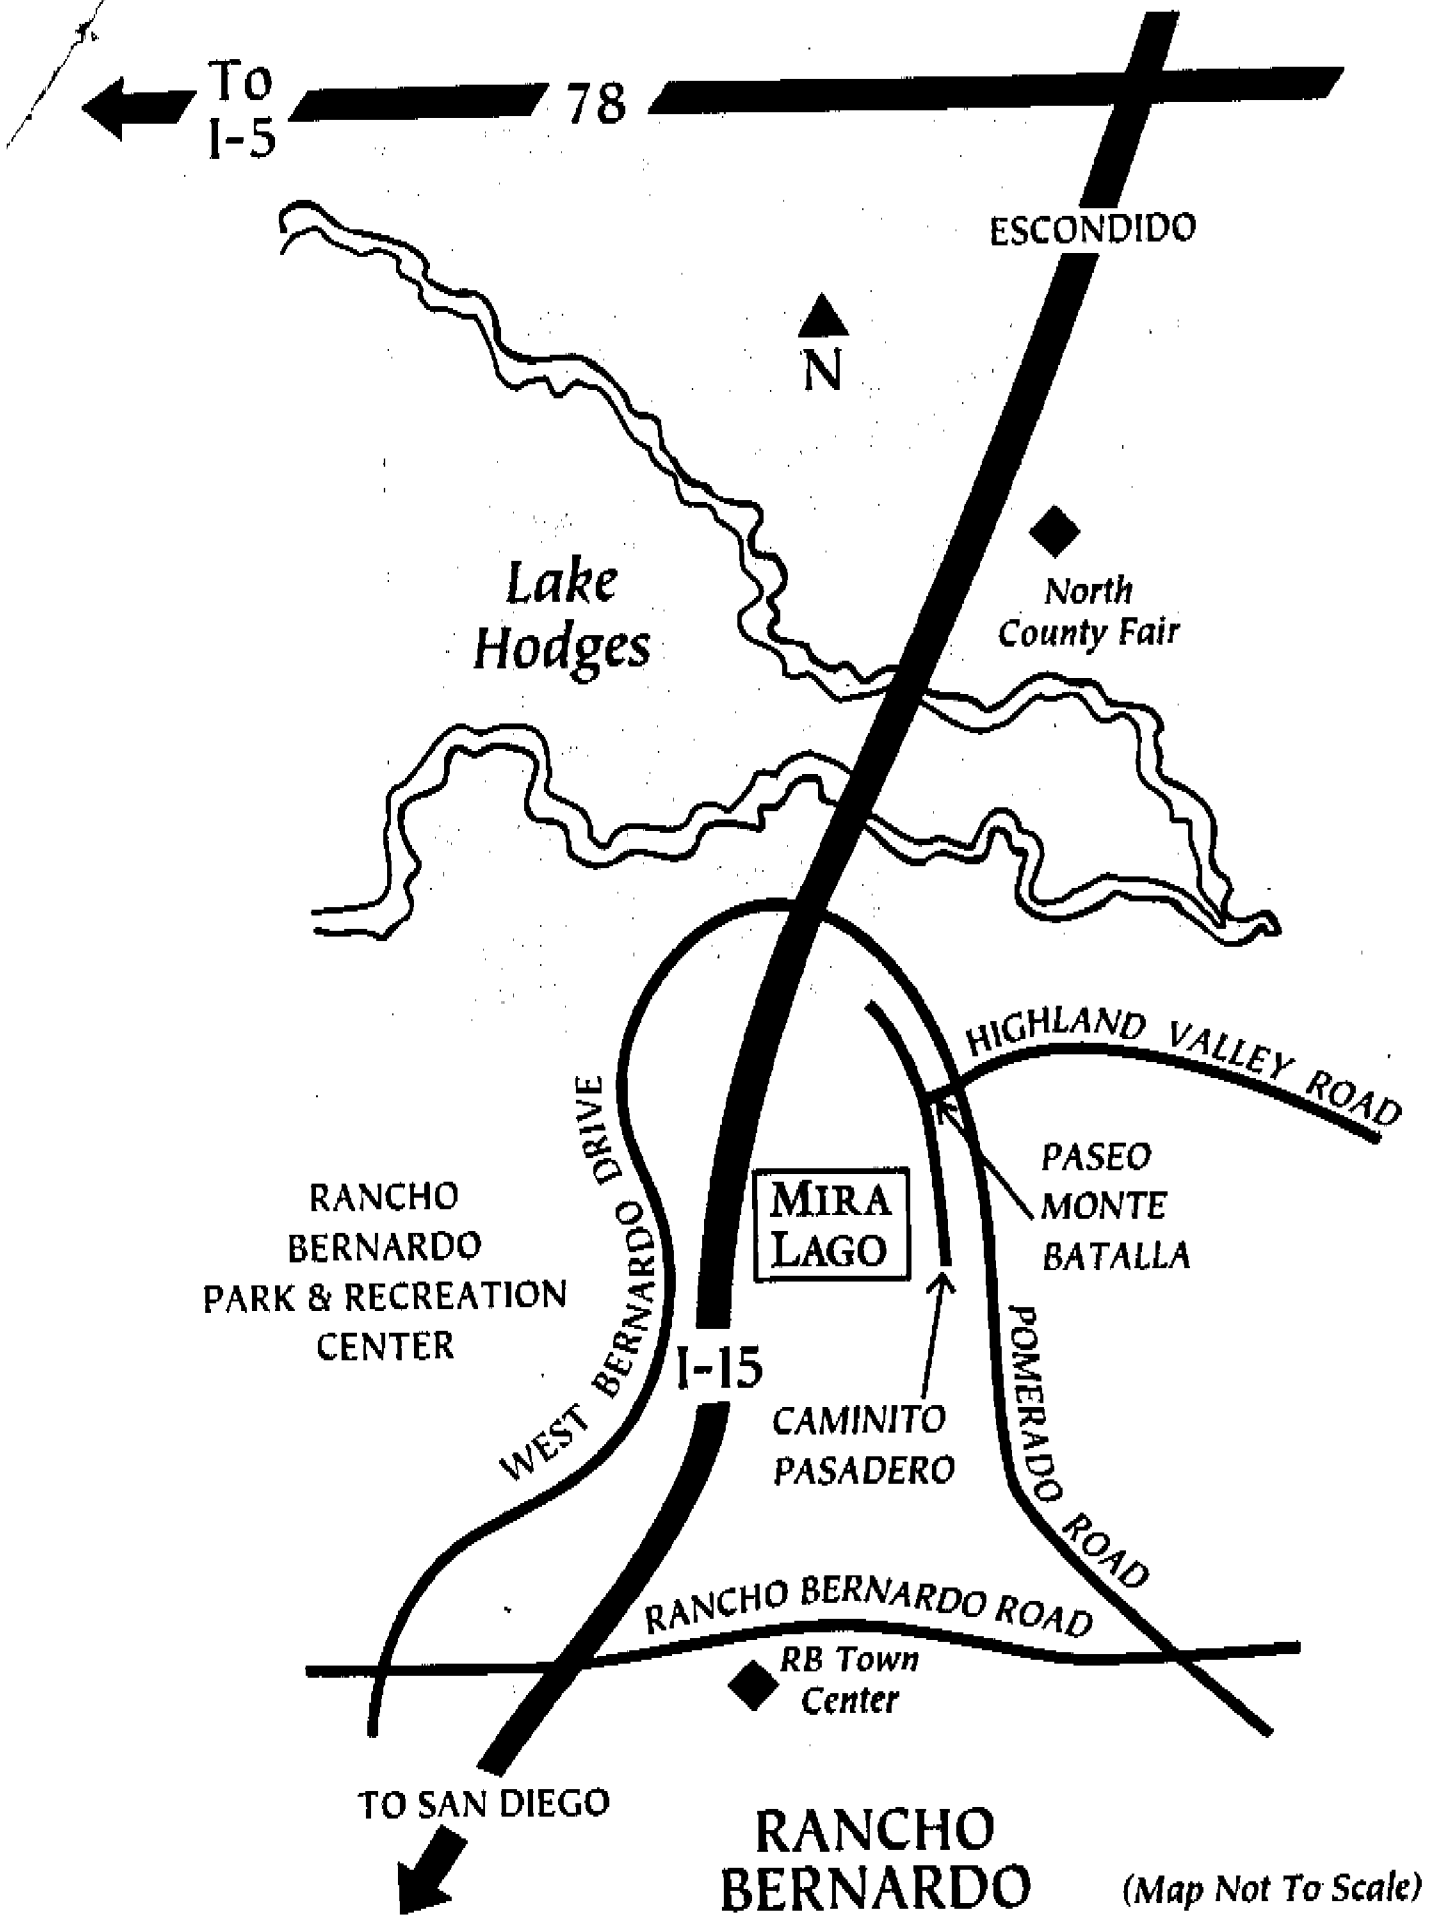 To
I-5
78
ESCONDIDO
N
Lake
Hodges
North
County Fair
HIGHLAND VALLEY ROAD
PASEO
MONTE
BATALLA
MIRA
LAGO
RANCHO
BERNARDO
PARK & RECREATION
CENTER
WEST BERNARDO DRIVE
I-15
CAMINITO
PASADERO
POMERADO ROAD
RANCHO BERNARDO ROAD
RB Town
Center
TO SAN DIEGO
RANCHO
BERNARDO
(Map Not To Scale)